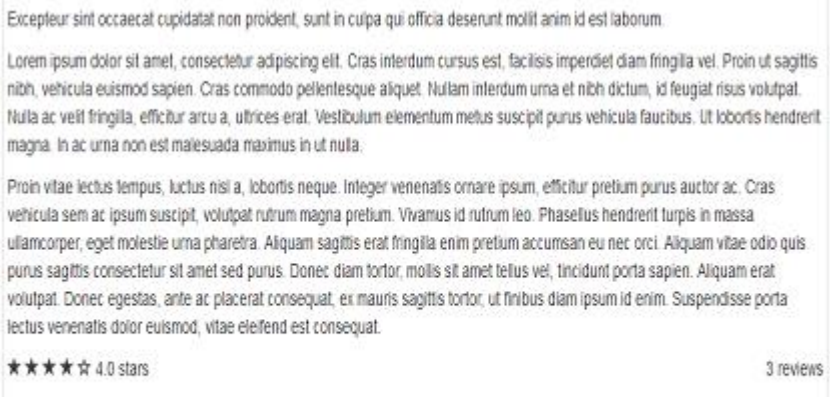 Excepteur sint occaecat cupidatat non proident, sunt in culpa qui officia deserunt mollit anim id est laborum.
Lorem ipsum dolor sit amet, consectetur adipiscing elit. Cras interdum cursus est, facilisis imperdiet diam fringilla vel. Proin ut sagittis
nibh, vehicula euismod sapien. Cras commodo pellentesque aliquet. Nullam interdum urna et nibh dictum, id feugiat risus volutpat.
Nulla ac velit fringilla, efficitur arcu a, ultrices erat. Vestibulum elementum metus suscipit purus vehicula faucibus. Ut lobortis hendrerit
magna. In ac urna non est malesuada maximus in ut nulla.
Proin vitae lectus tempus, luctus nisl a, lobortis neque. Integer venenatis ornare ipsum, efficitur pretium purus auctor ac. Cras
vehicula sem ac ipsum suscipit, volutpat rutrum magna pretium. Vivamus id rutrum leo. Phasellus hendrerit turpis in massa
ullamcorper, eget molestie urna pharetra. Aliquam sagittis erat fringilla enim pretium accumsan eu nec orci. Aliquam vitae odio quis
purus sagittis consectetur sit amet sed purus. Donec diam tortor, mollis sit amet tellus vel, tincidunt porta sapien. Aliquam erat
volutpat. Donec egestas, ante ac placerat consequat, ex mauris sagittis tortor, ut finibus diam ipsum id enim. Suspendisse porta
lectus venenatis dolor euismod, vitae eleifend est consequat.
★★★★☆ 4.0 stars 3 reviews